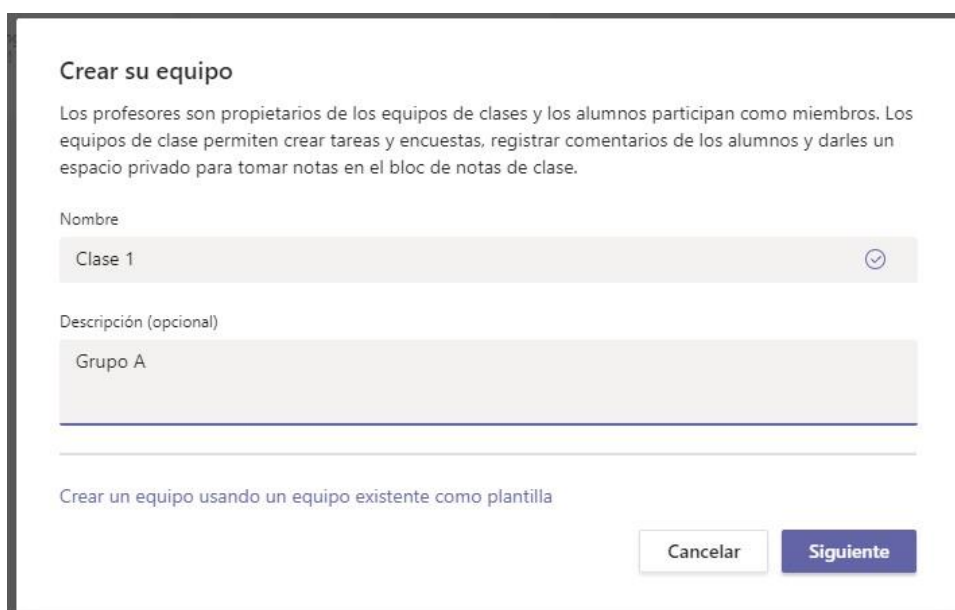 Crear su equipo
Los profesores son propietarios de los equipos de clases y los alumnos participan como miembros. Los
equipos de clase permiten crear tareas y encuestas, registrar comentarios de los alumnos y darles un
espacio privado para tomar notas en el bloc de notas de clase.
Nombre
Clase 1
Descripción (opcional)
Grupo A
Crear un equipo usando un equipo existente como plantilla
Cancelar
Siguiente